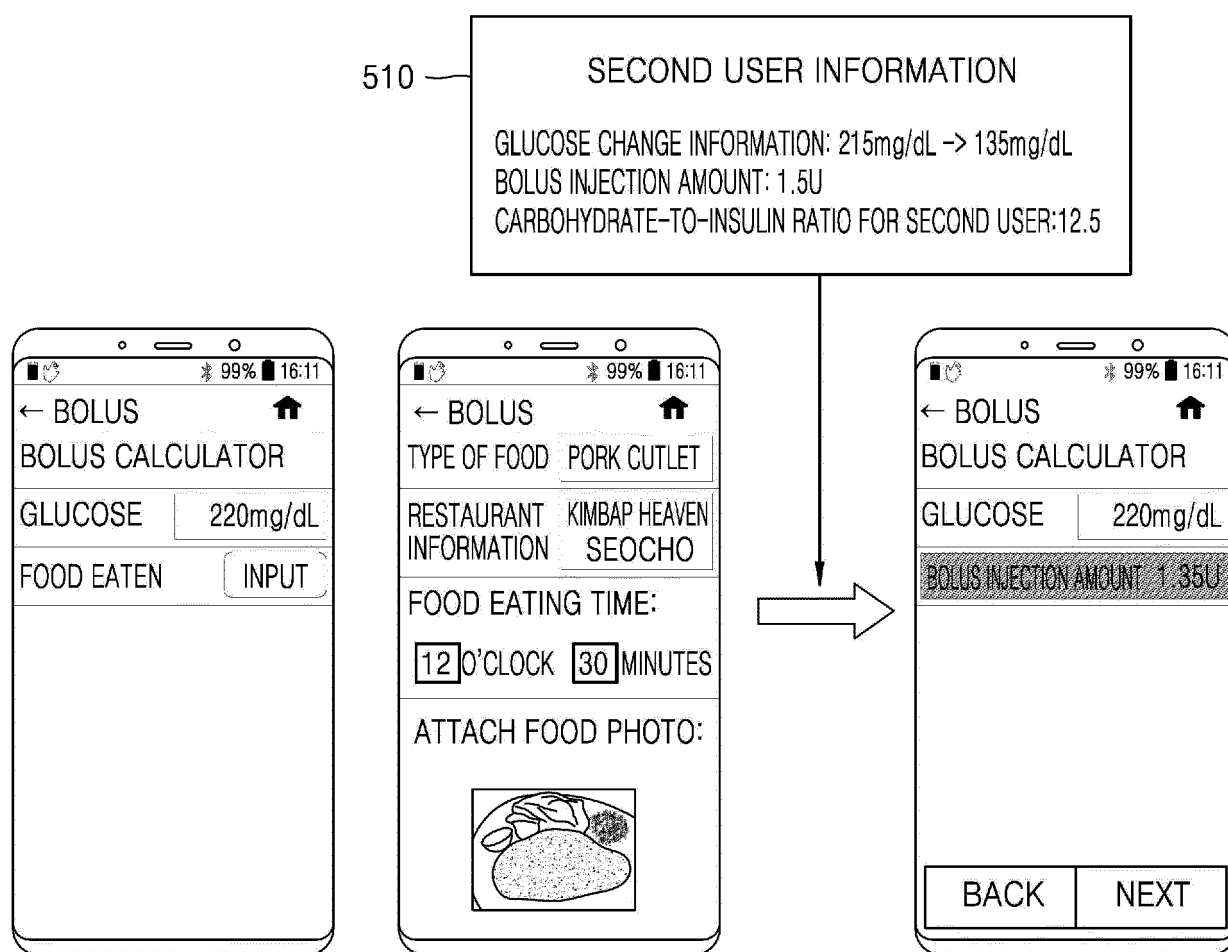 510
SECOND USER INFORMATION
GLUCOSE CHANGE INFORMATION: 215mg/dL -> 135mg/dL
BOLUS INJECTION AMOUNT: 1.5U
CARBOHYDRATE-TO-INSULIN RATIO FOR SECOND USER:12.5
99% 16:11
← BOLUS
BOLUS CALCULATOR
GLUCOSE 220mg/dL
FOOD EATEN INPUT
99% 16:11
← BOLUS
TYPE OF FOOD PORK CUTLET
RESTAURANT KIMBAP HEAVEN
INFORMATION SEOCHO
FOOD EATING TIME:
12 O'CLOCK 30 MINUTES
ATTACH FOOD PHOTO:
99% 16:11
← BOLUS
BOLUS CALCULATOR
GLUCOSE 220mg/dL
BOLUS INJECTION AMOUNT 1.35U
BACK NEXT